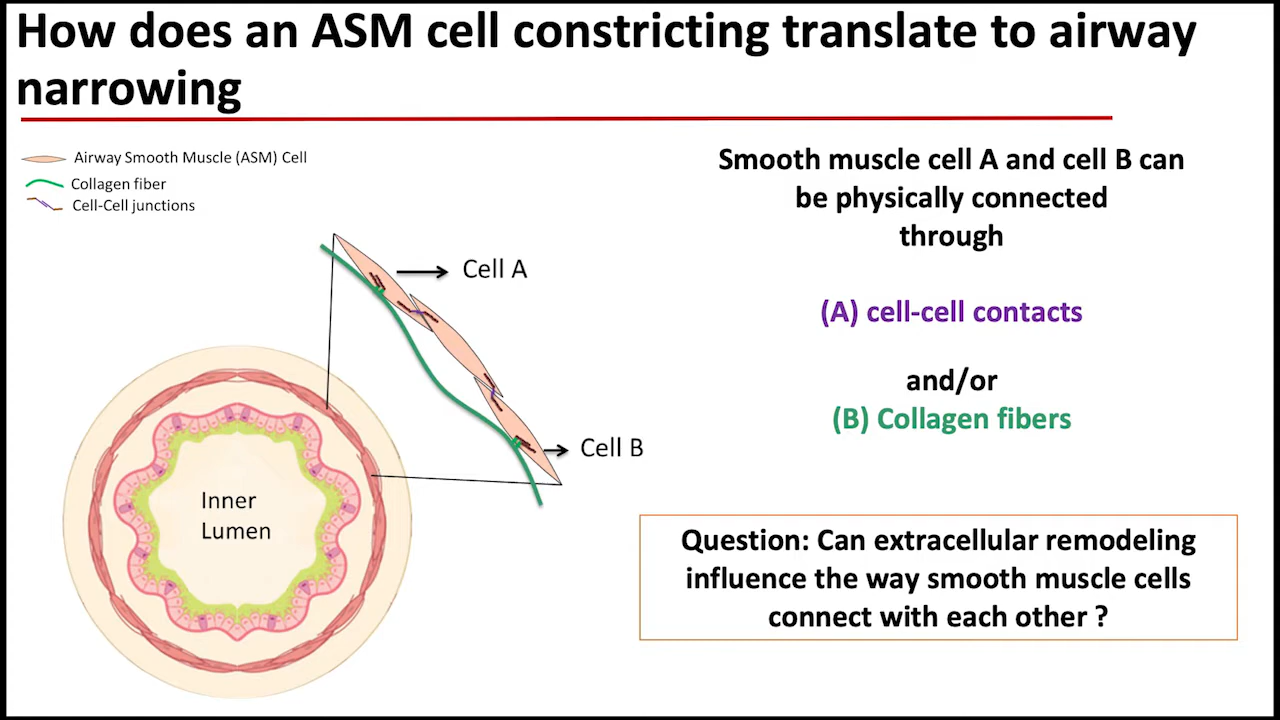 How does an ASM cell constricting translate to airway
narrowing
Airway Smooth Muscle (ASM) Cell
Collagen fiber
Cell-Cell junctions
Cell A
Cell B
Inner
Lumen
Smooth muscle cell A and cell B can
be physically connected
through
(A) cell-cell contacts
and/or
(B) Collagen fibers
Question: Can extracellular remodeling
influence the way smooth muscle cells
connect with each other ?